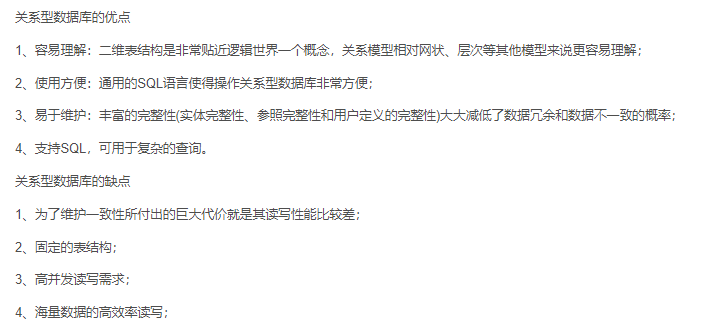 关系型数据库的优点
1、容易理解：二维表结构是非常贴近逻辑世界一个概念，关系模型相对网状、层次等其他模型来说更容易理解；
2、使用方便：通用的SQL语言使得操作关系型数据库非常方便；
3、易于维护：丰富的完整性(实体完整性、参照完整性和用户定义的完整性)大大减低了数据冗余和数据不一致的概率；
4、支持SQL，可用于复杂的查询。
关系型数据库的缺点
1、为了维护一致性所付出的巨大代价就是其读写性能比较差；
2、固定的表结构；
3、高并发读写需求；
4、海量数据的高效率读写；